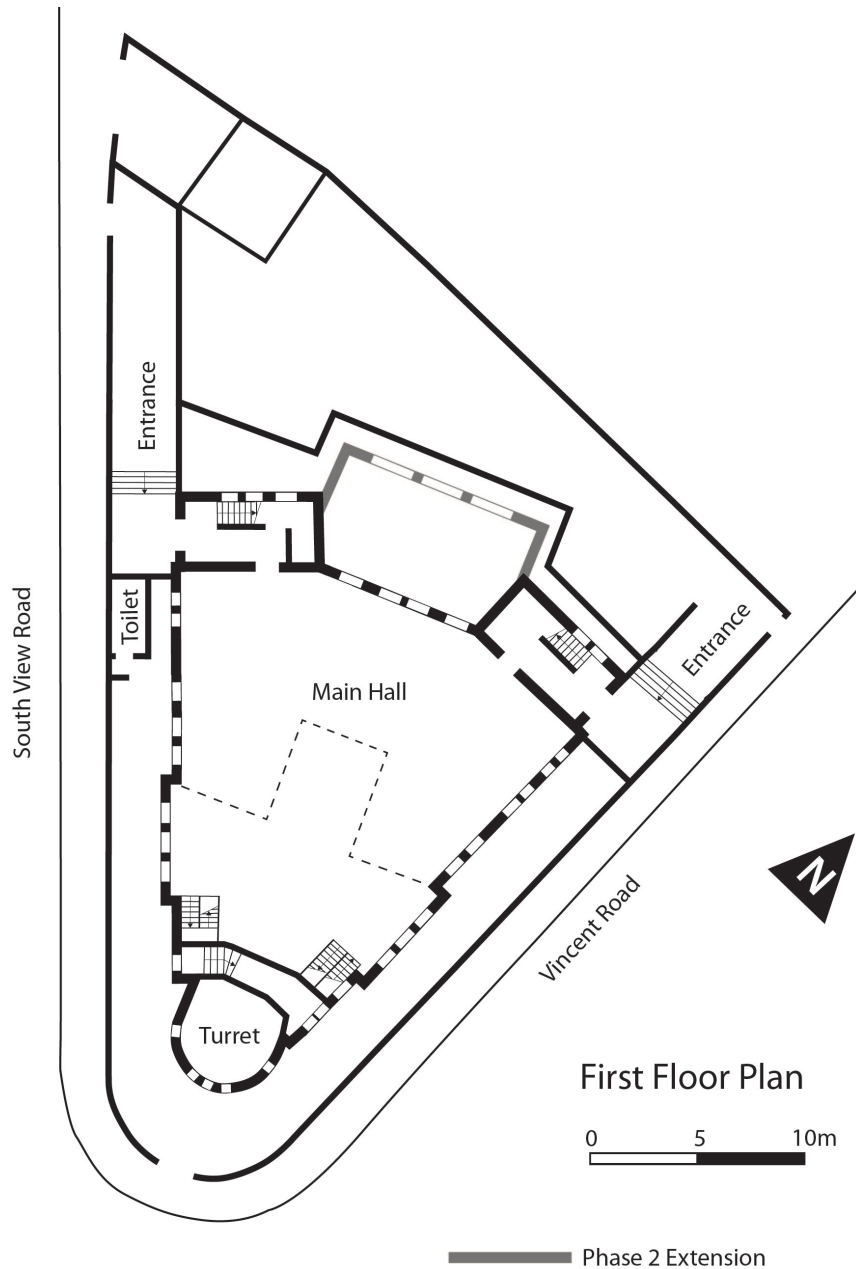 Entrance
Toilet
South View Road
Main Hall
Entrance
N
Vincent Road
Turret
First Floor Plan
0 5 10m
Phase 2 Extension